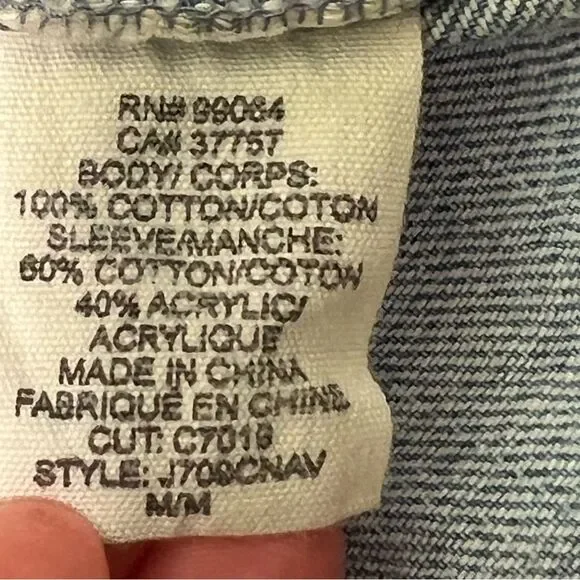 RN# 99064
CA# 37757
BODY/ CORPS:
100% COTTON/COTON
SLEEVE/MANCHE:
60% COTTON/COTON
40% ACRYLIC/
ACRYLIQUE
MADE IN CHINA
FABRIQUE EN CHINE
CUT: C7016
STYLE: J709CNAV
M/M